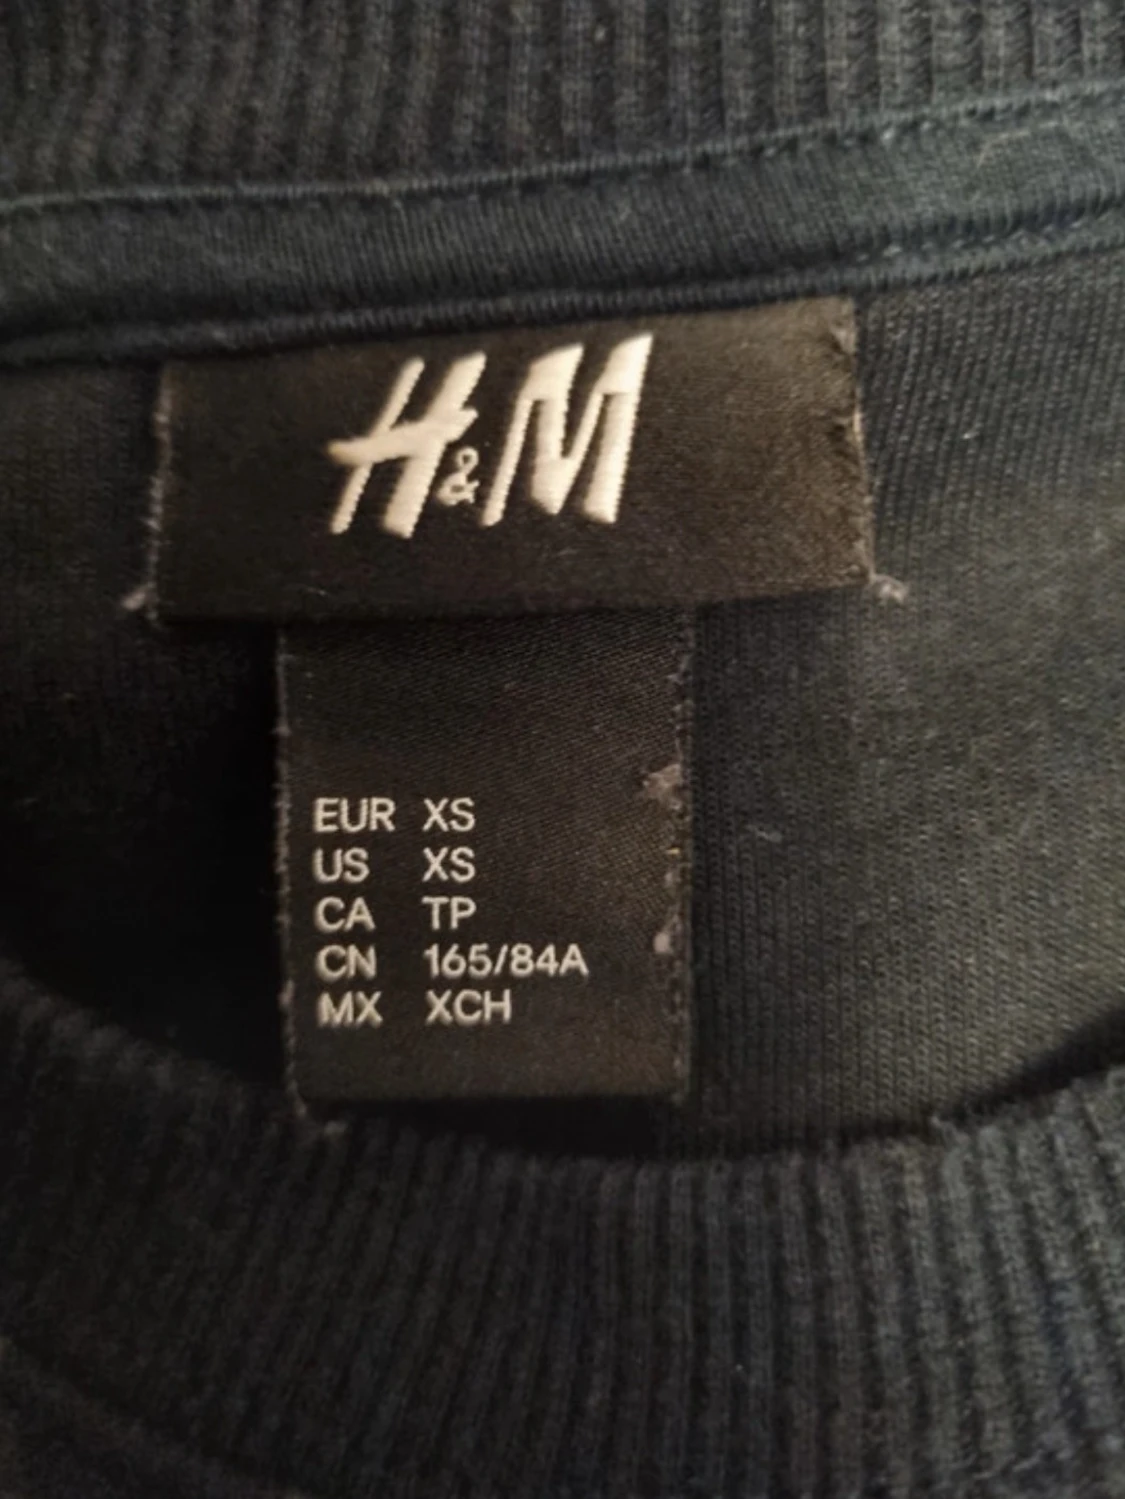 H&M
EUR XS
US XS
CA TP
CN 165/84A
MX XCH